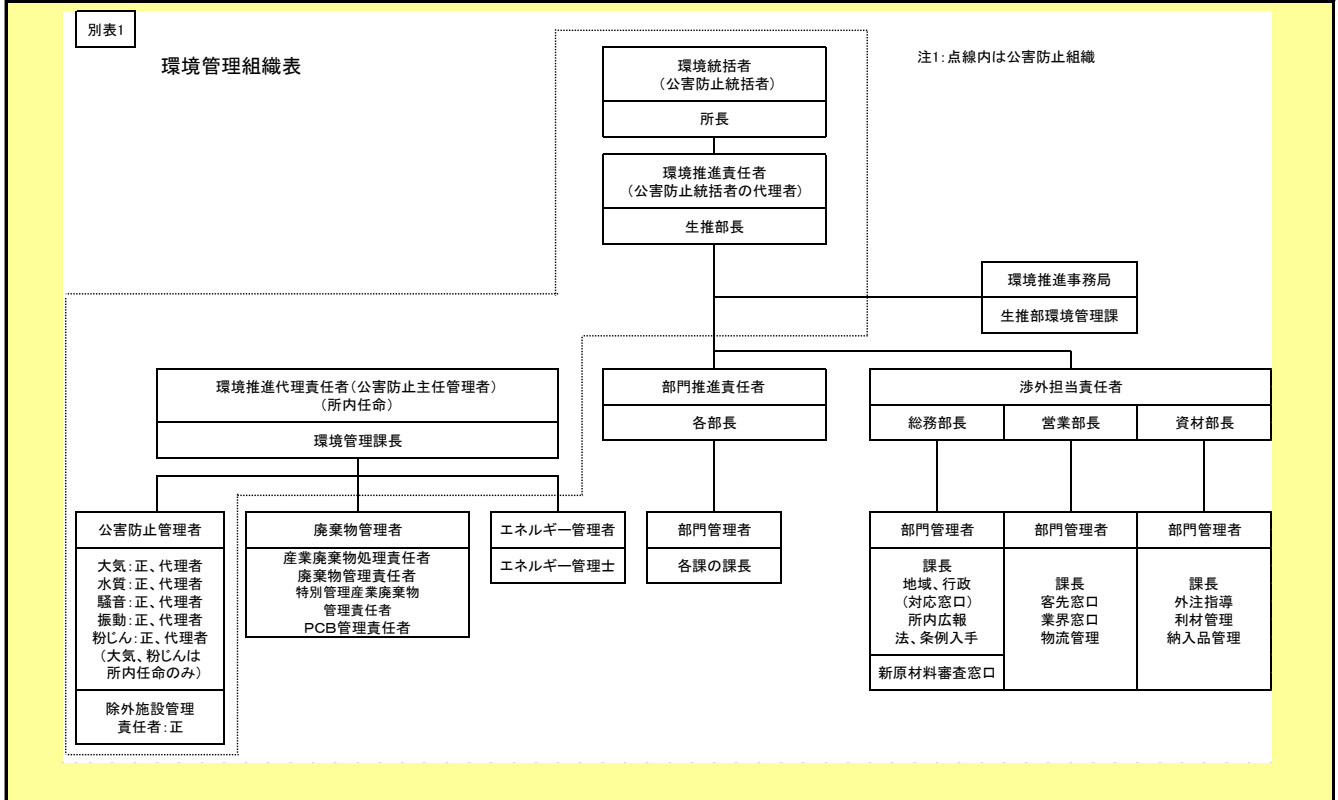 別表1
環境管理組織表
注1：点線内は公害防止組織
環境統括者
（公害防止統括者）
所長
環境推進責任者
（公害防止統括者の代理者）
生推部長
環境推進事務局
生推部環境管理課
環境推進代理責任者（公害防止主任管理者）
（所内任命）
環境管理課長
部門推進責任者
各部長
渉外担当責任者
総務部長
営業部長
資材部長
公害防止管理者
大気：正、代理者
水質：正、代理者
騒音：正、代理者
振動：正、代理者
粉じん：正、代理者
（大気、粉じんは
所内任命のみ）
除外施設管理
責任者：正
廃棄物管理者
産業廃棄物処理責任者
廃棄物管理責任者
特別管理産業廃棄物
管理責任者
PCB管理責任者
エネルギー管理者
エネルギー管理士
部門管理者
各課の課長
部門管理者
課長
地域、行政
（対応窓口）
所内広報
法、条例入手
新原材料審査窓口
部門管理者
課長
客先窓口
業界窓口
物流管理
部門管理者
課長
外注指導
利材管理
納入品管理